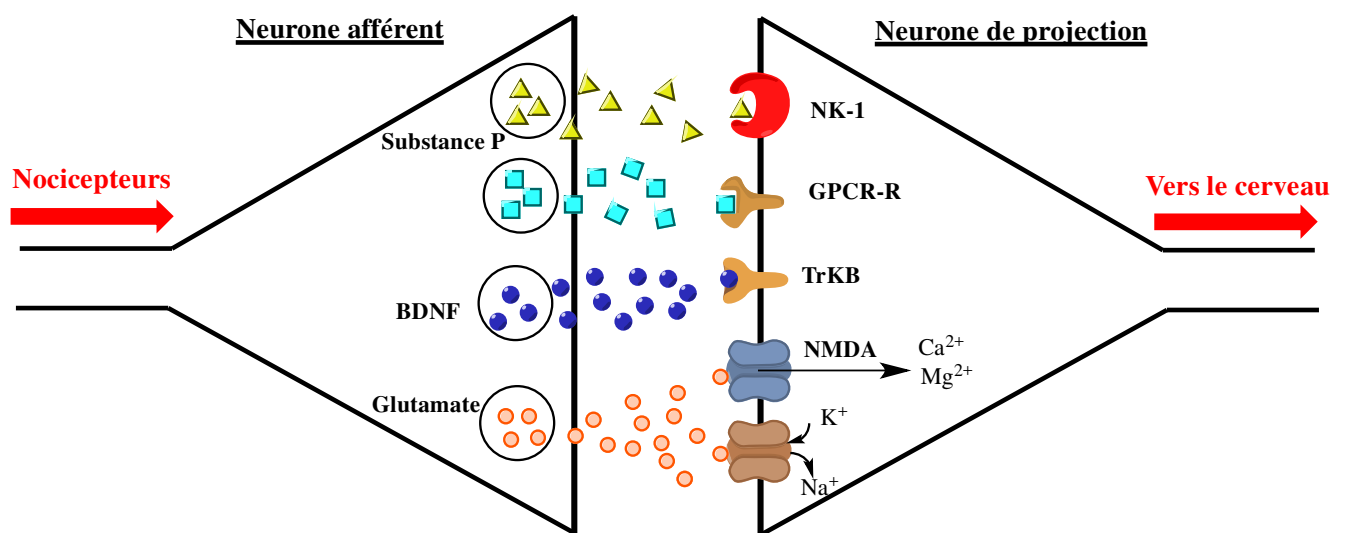 Neurone afférent
Neurone de projection
Substance P
NK-1
Nocicepteurs
GPCR-R
Vers le cerveau
BDNF
TrKB
NMDA
Ca²⁺
Mg²⁺
Glutamate
K⁺
Na⁺